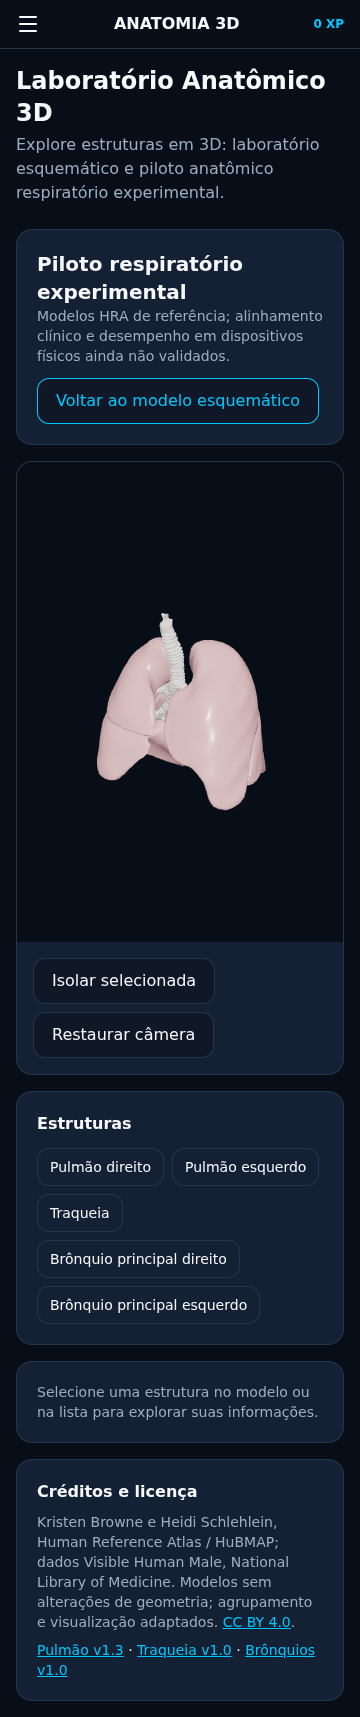 ANATOMIA 3D
0 XP
Laboratório Anatômico
3D
Explore estruturas em 3D: laboratório
esquemático e piloto anatômico
respiratório experimental.
Piloto respiratório
experimental
Modelos HRA de referência; alinhamento
clínico e desempenho em dispositivos
físicos ainda não validados.
Voltar ao modelo esquemático
Isolar selecionada
Restaurar câmera
Estruturas
Pulmão direito
Pulmão esquerdo
Traqueia
Brônquio principal direito
Brônquio principal esquerdo
Selecione uma estrutura no modelo ou
na lista para explorar suas informações.
Créditos e licença
Kristen Browne e Heidi Schlehlein,
Human Reference Atlas / HuBMAP;
dados Visible Human Male, National
Library of Medicine. Modelos sem
alterações de geometria; agrupamento
e visualização adaptados. CC BY 4.0.
Pulmão v1.3 · Traqueia v1.0 · Brônquios
v1.0